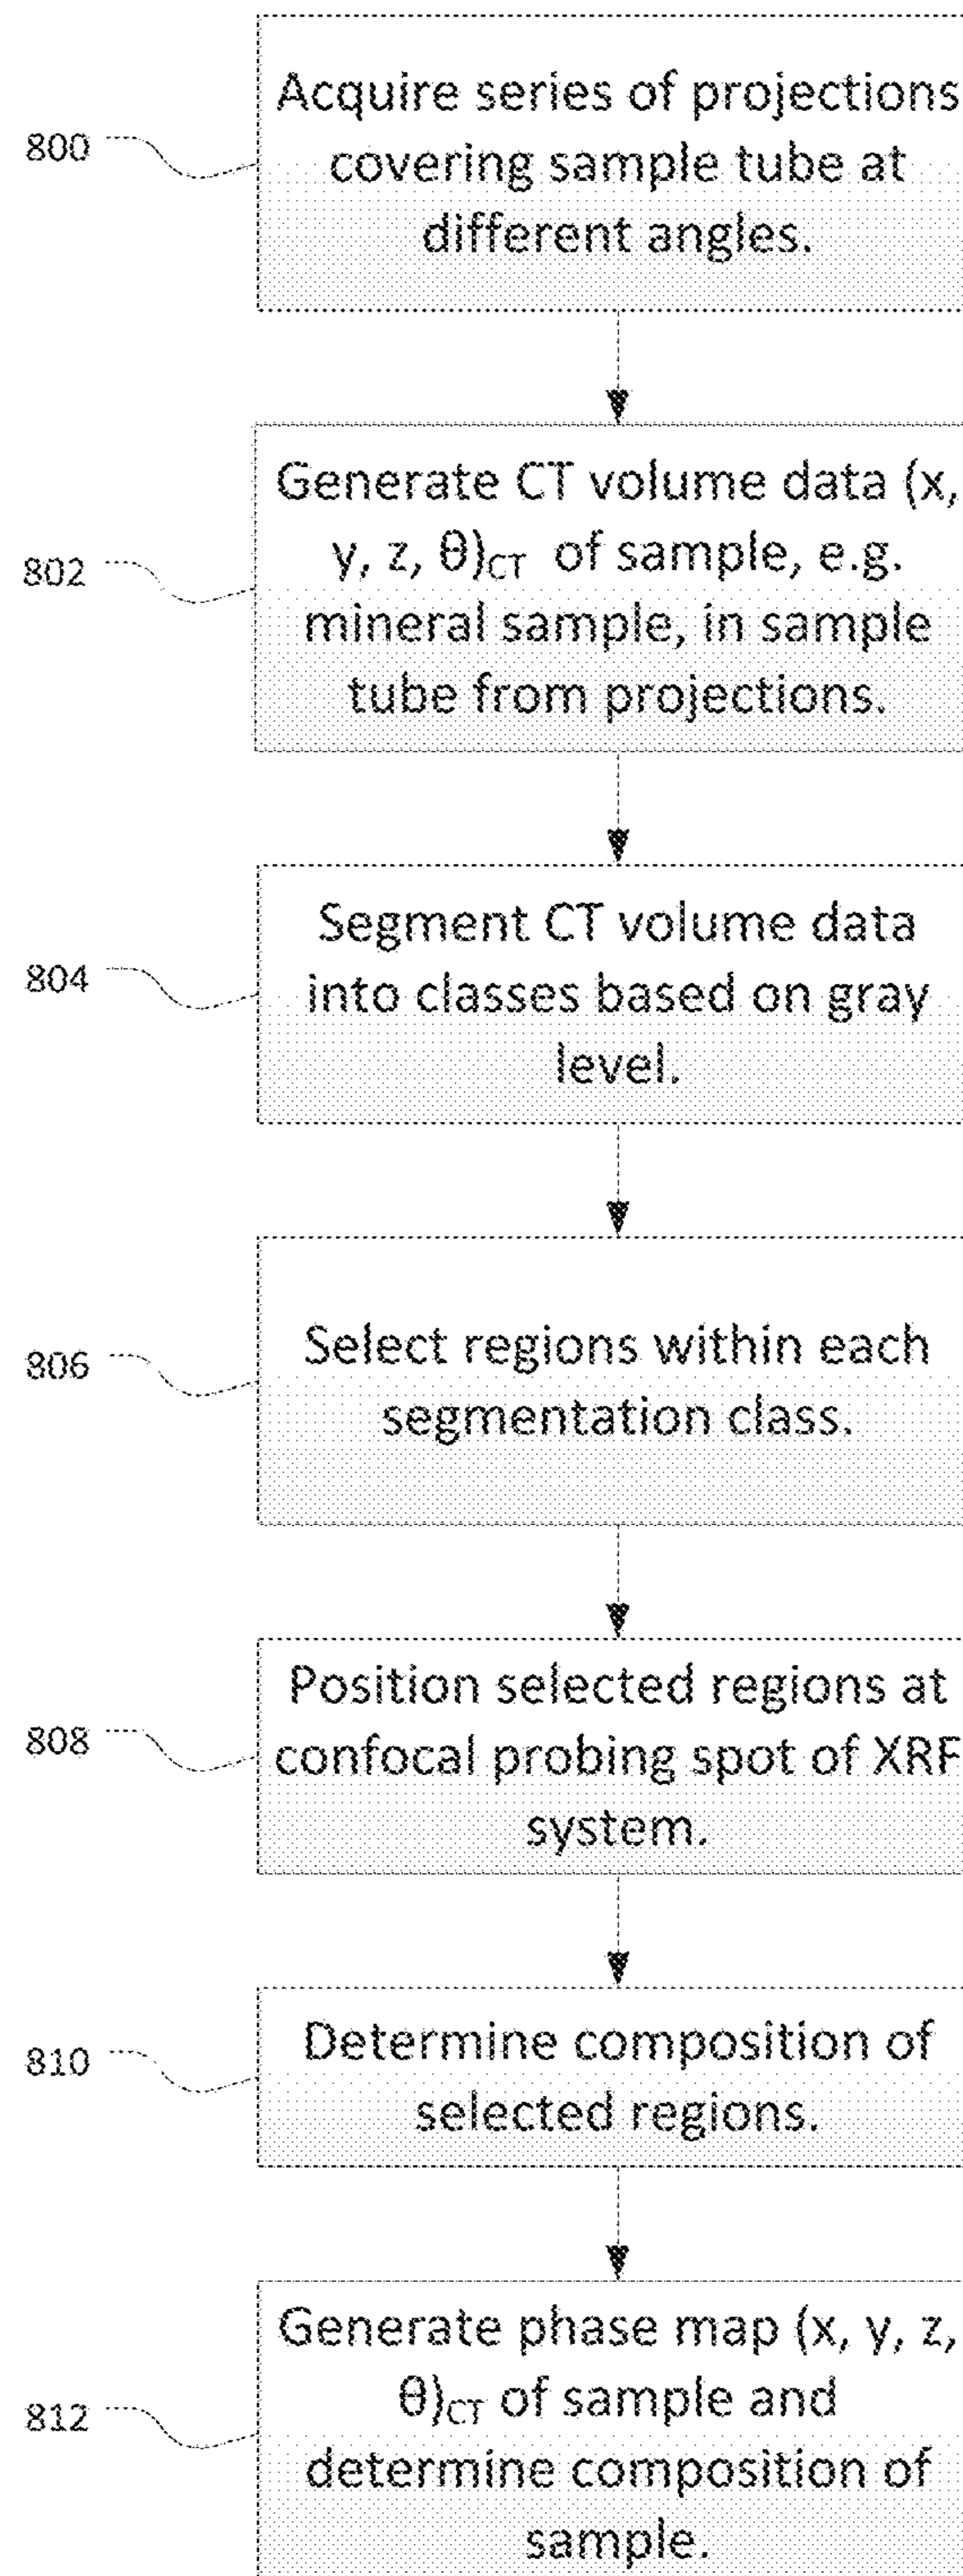 Acquire series of projections
800
covering sample tube at
different angles.
Generate CT volume data (x,
802
y, z, θ)CT of sample, e.g.
mineral sample, in sample
tube from projections.
Segment CT volume data
804
into classes based on gray
level.
Select regions within each
806
segmentation class.
Position selected regions at
808
confocal probing spot of XRF
system.
Determine composition of
810
selected regions.
Generate phase map (x, y, z,
812
θ)CT of sample and
determine composition of
sample.